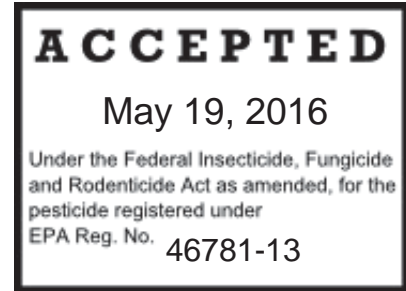 ACCEPTED
May 19, 2016
Under the Federal Insecticide, Fungicide
and Rodenticide Act as amended, for the
pesticide registered under
EPA Reg. No. 46781-13